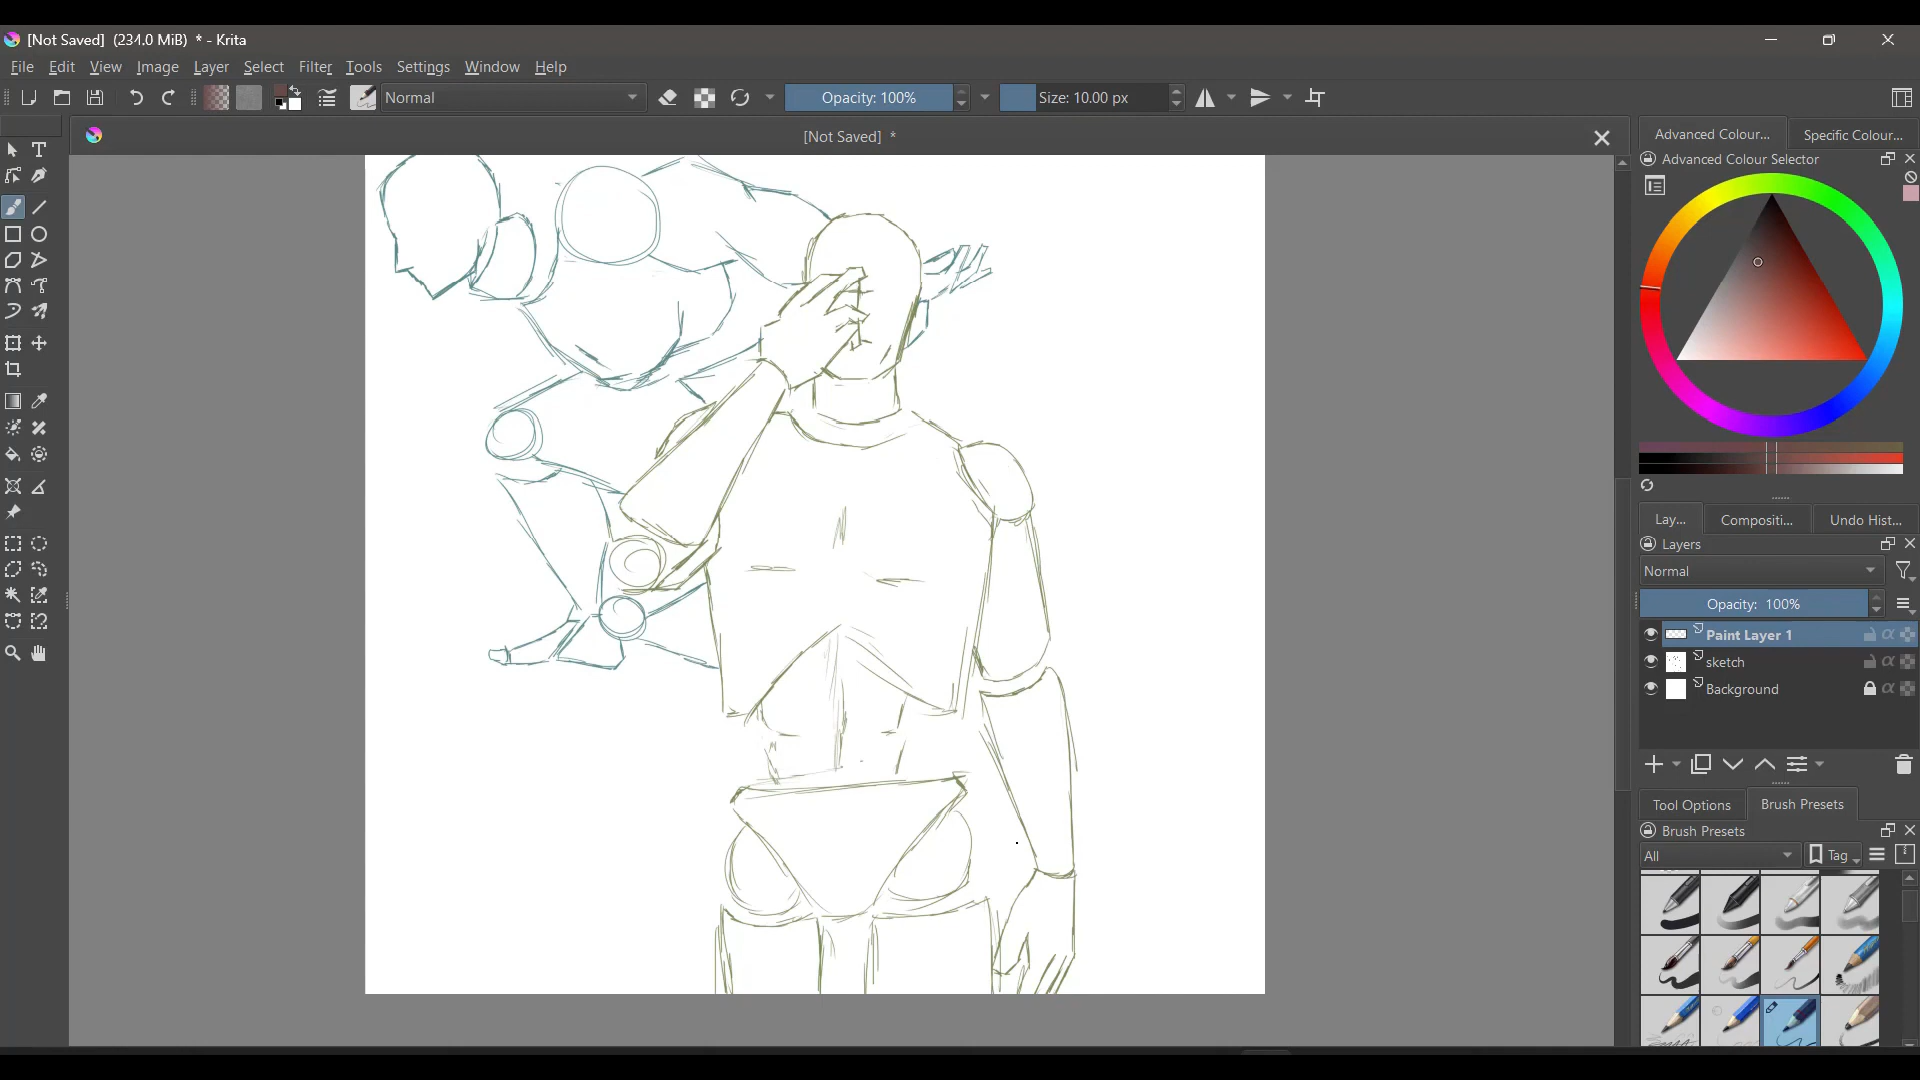 [Not Saved]  (234.0 MiB)  * - Krita
File  Edit  View  Image  Layer  Select  Filter  Tools  Settings  Window  Help
Normal
Opacity: 100%
Size: 10.00 px
[Not Saved]  *
Advanced Colour...
Specific Colour...
Advanced Colour Selector
Lay...
Compositi...
Undo Hist...
Layers
Normal
Opacity:  100%
Paint Layer 1
sketch
Background
Tool Options
Brush Presets
Brush Presets
All
Tag